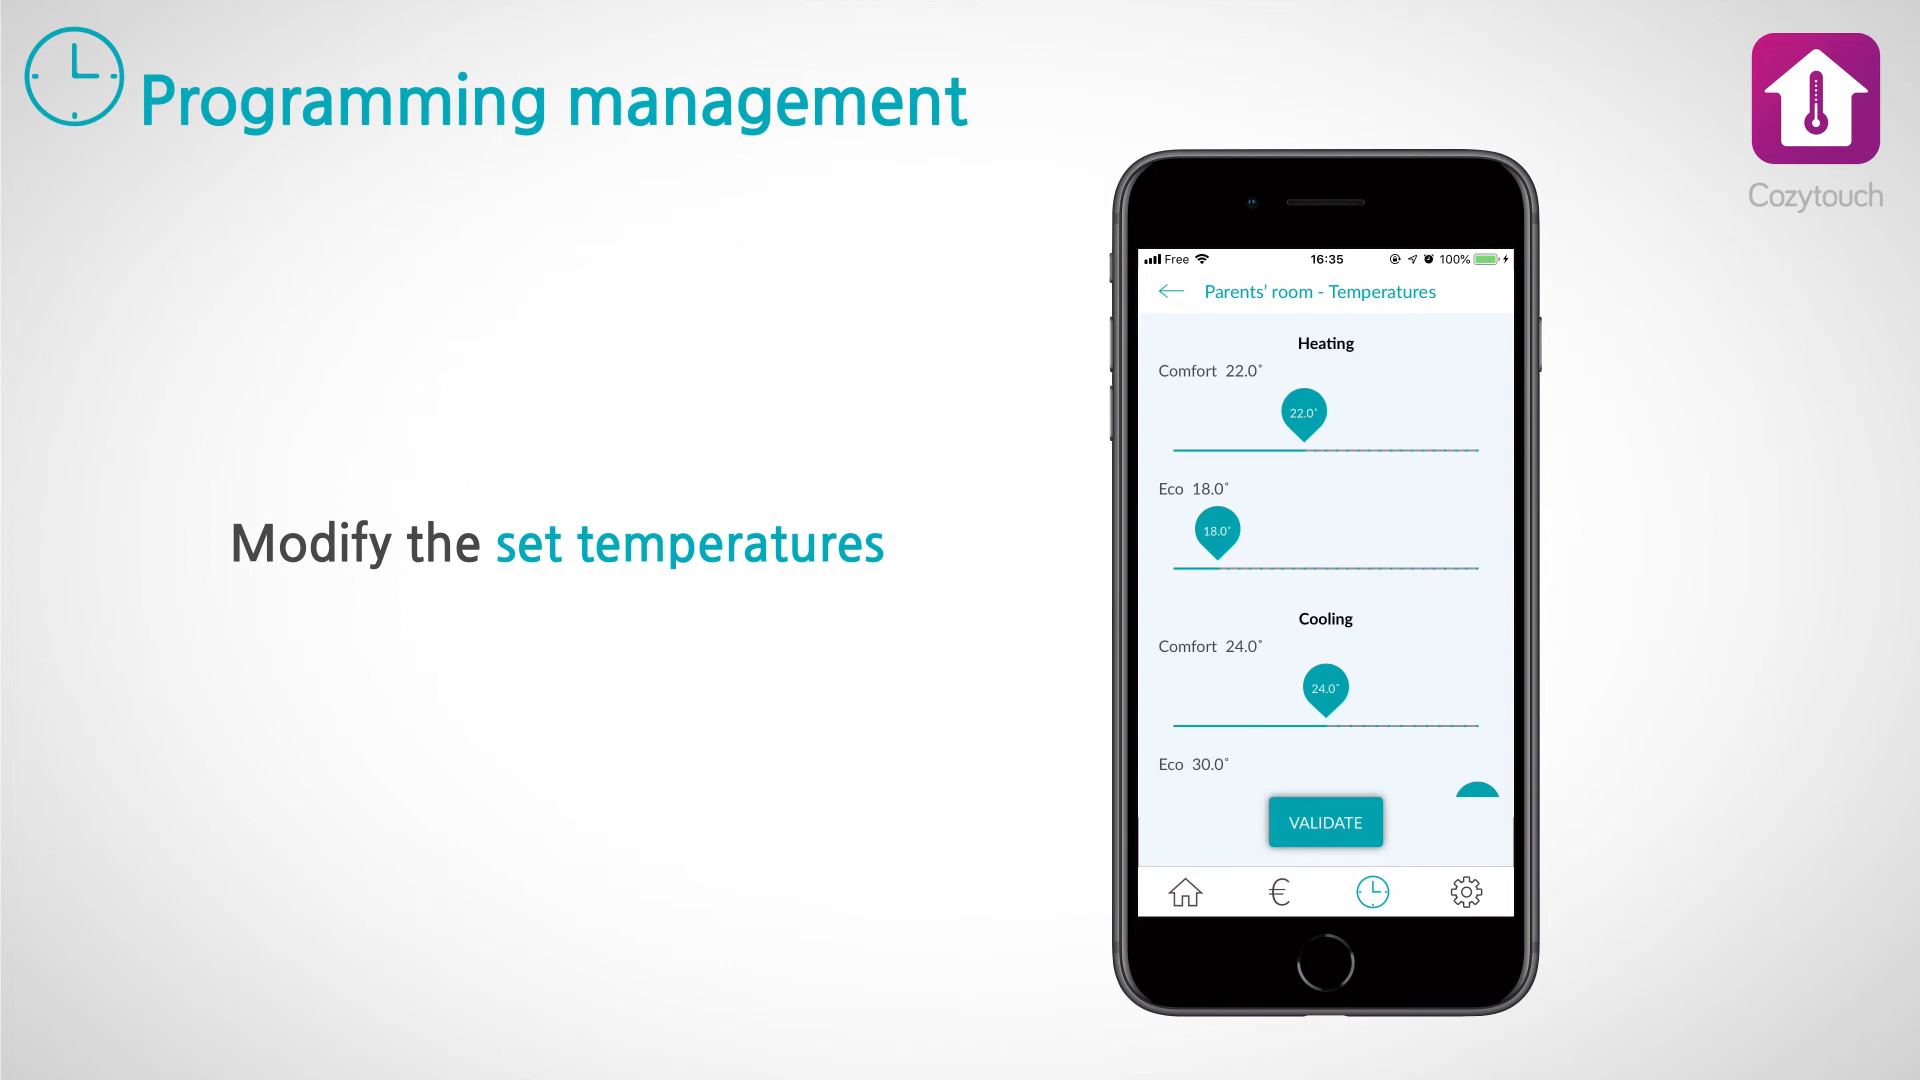 Programming management
Cozytouch
Modify the set temperatures
Free 16:35 100%
Parents’ room - Temperatures
Heating
Comfort 22.0°
22.0°
Eco 18.0°
18.0°
Cooling
Comfort 24.0°
24.0°
Eco 30.0°
VALIDATE